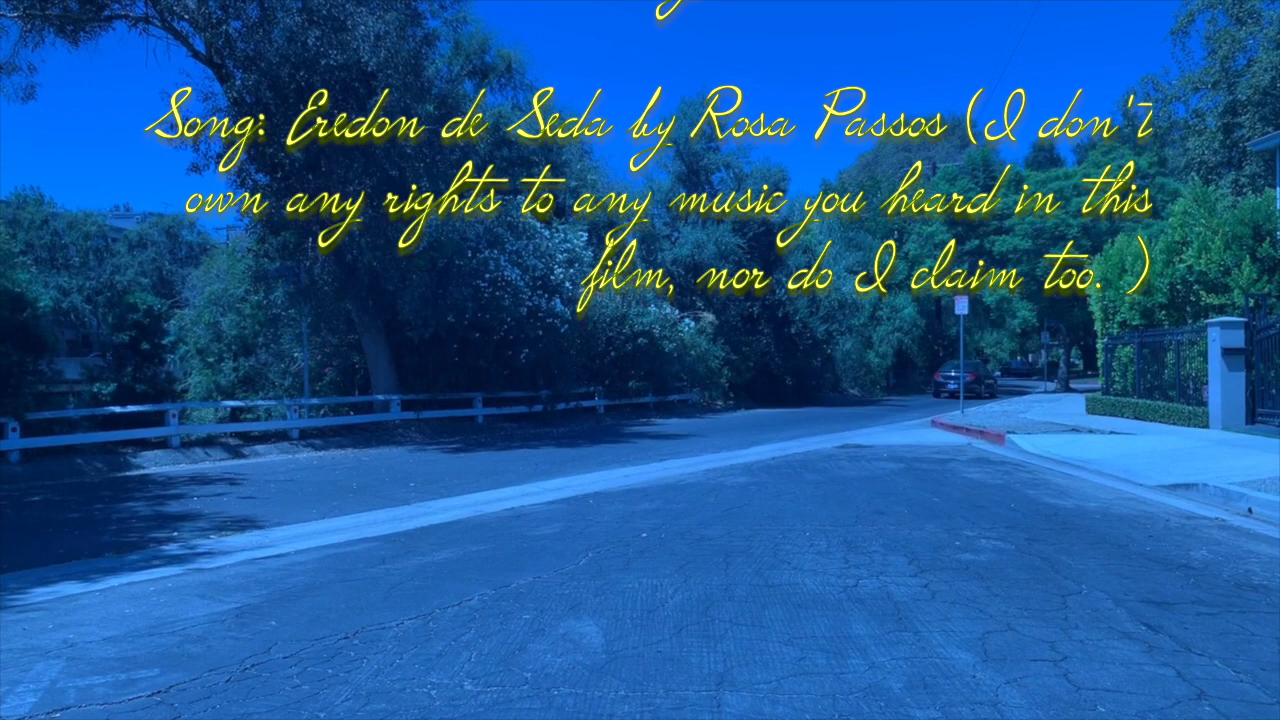 Song: Eredon de Seda by Rosa Passos (I don't
own any rights to any music you heard in this
film, nor do I claim too. )